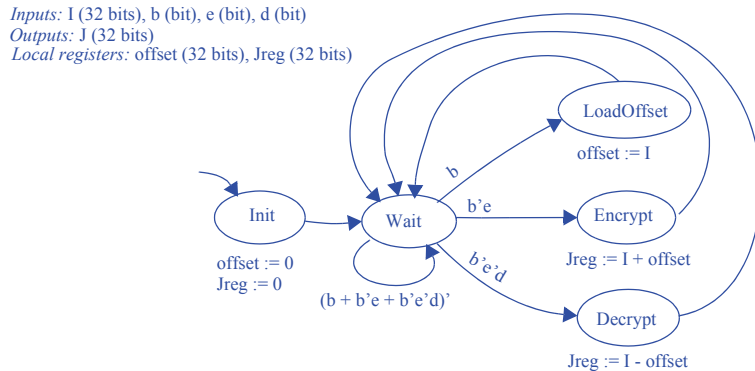 Inputs: I (32 bits), b (bit), e (bit), d (bit)
Outputs: J (32 bits)
Local registers: offset (32 bits), Jreg (32 bits)
LoadOffset
offset := I
b
Init
Wait
b’e
Encrypt
offset := 0
Jreg := 0
Jreg := I + offset
b’e’d
(b + b’e + b’e’d)’
Decrypt
Jreg := I - offset